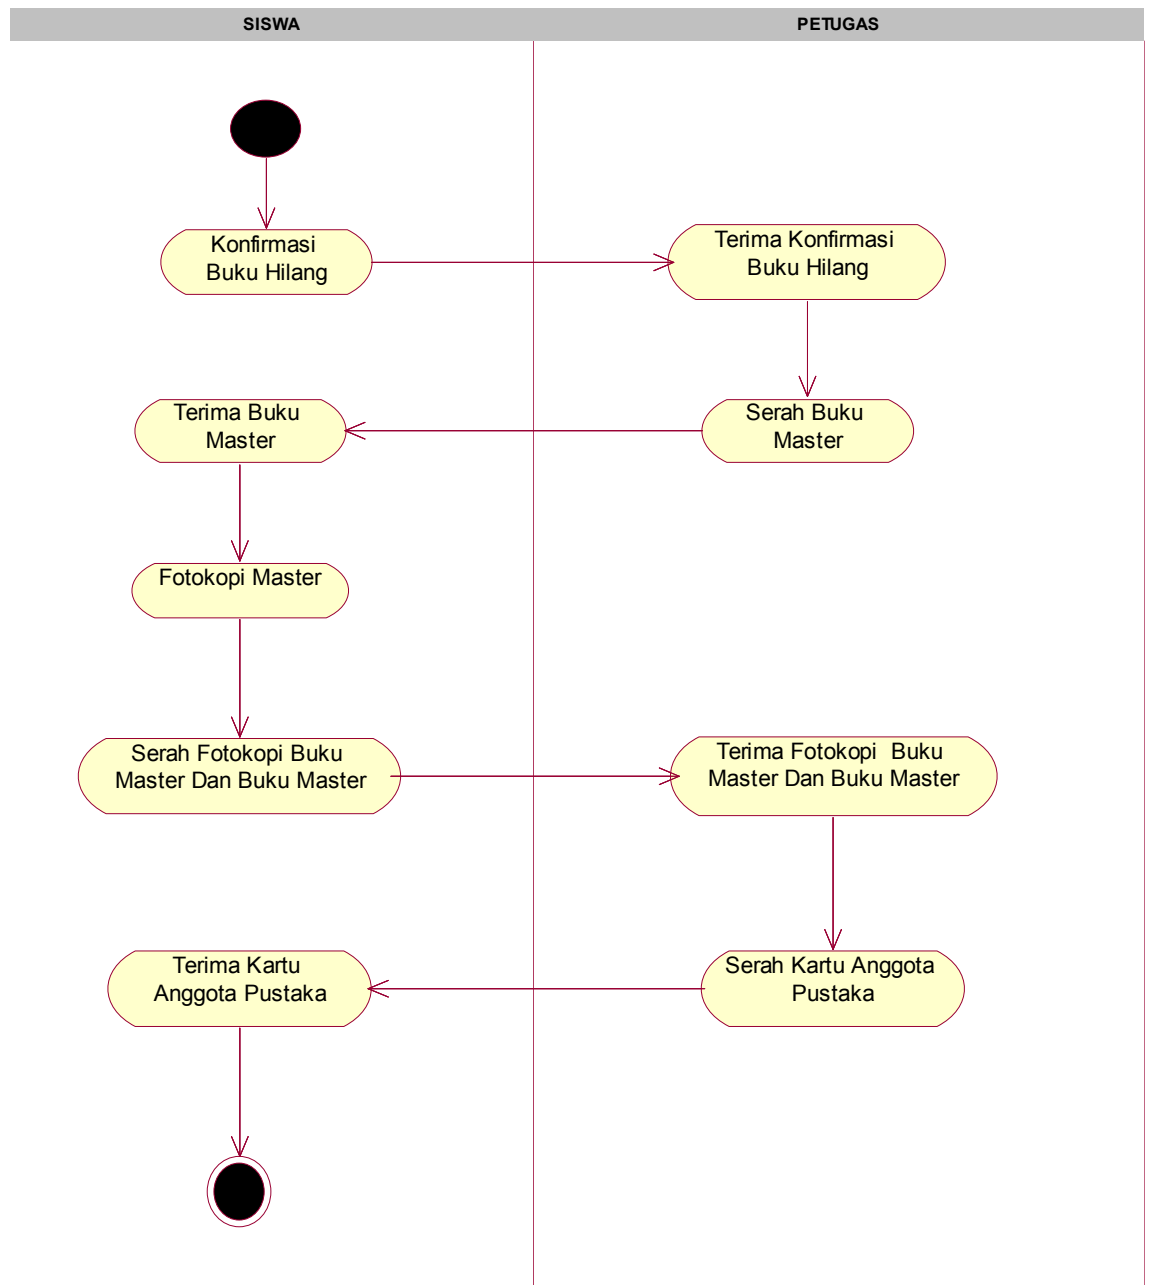 SISWA
PETUGAS
Konfirmasi
Buku Hilang
Terima Konfirmasi
Buku Hilang
Terima Buku
Master
Serah Buku
Master
Fotokopi Master
Serah Fotokopi Buku
Master Dan Buku Master
Terima Fotokopi  Buku
Master Dan Buku Master
Terima Kartu
Anggota Pustaka
Serah Kartu Anggota
Pustaka